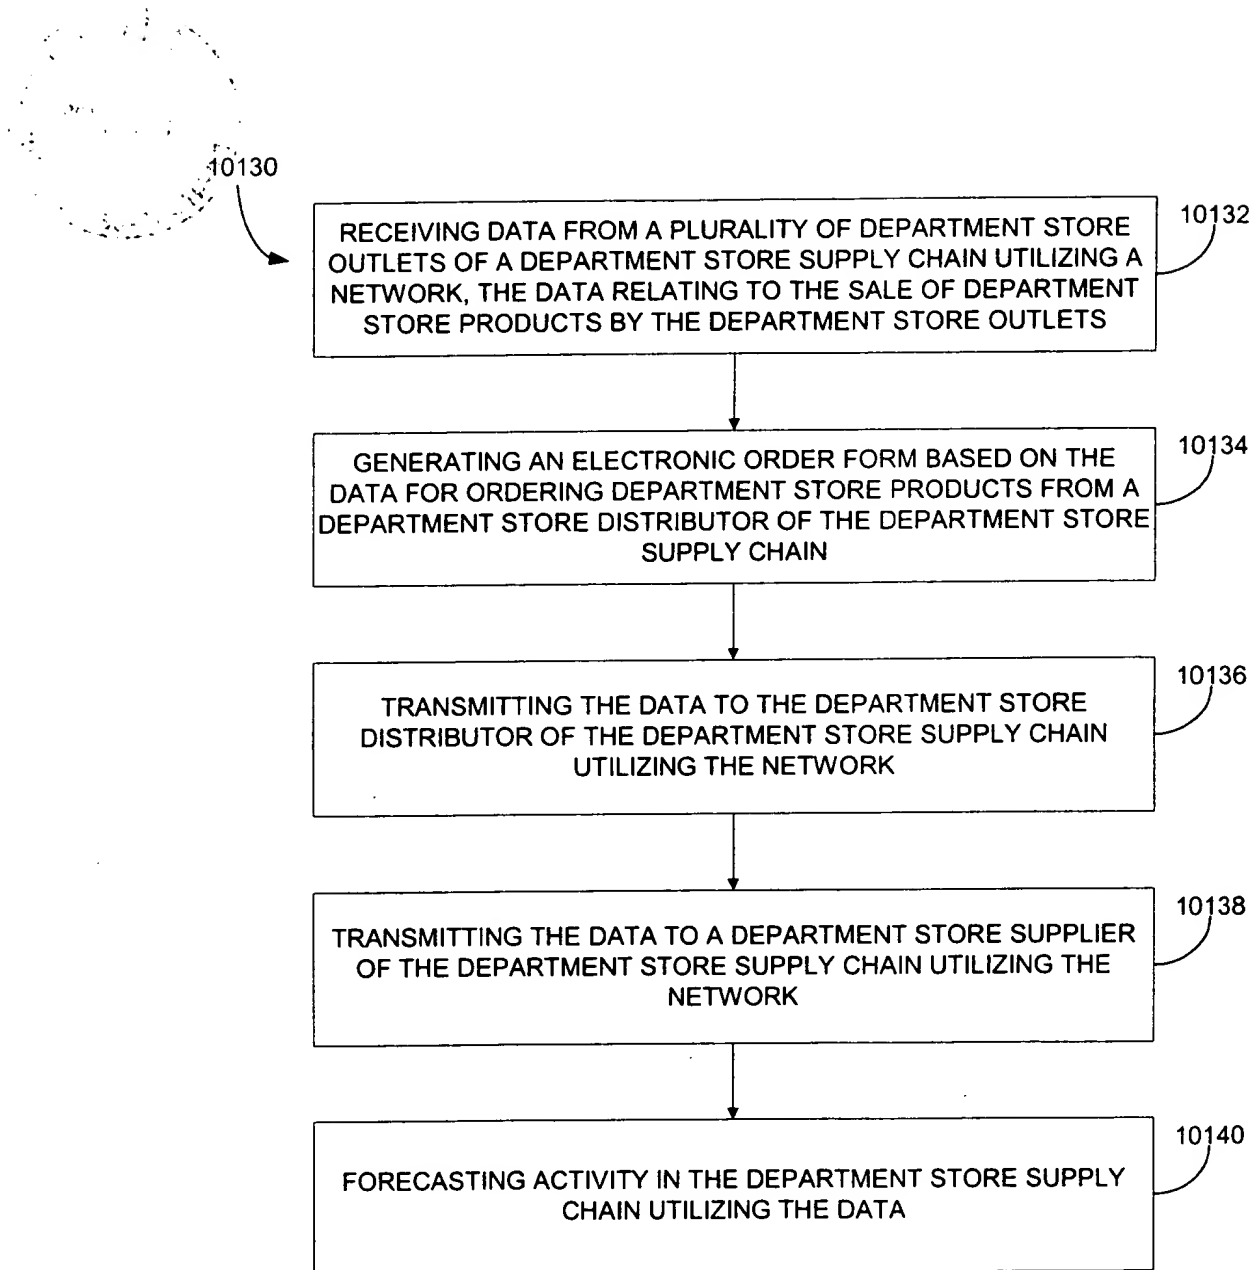 10130
10132
RECEIVING DATA FROM A PLURALITY OF DEPARTMENT STORE
OUTLETS OF A DEPARTMENT STORE SUPPLY CHAIN UTILIZING A
NETWORK, THE DATA RELATING TO THE SALE OF DEPARTMENT
STORE PRODUCTS BY THE DEPARTMENT STORE OUTLETS
10134
GENERATING AN ELECTRONIC ORDER FORM BASED ON THE
DATA FOR ORDERING DEPARTMENT STORE PRODUCTS FROM A
DEPARTMENT STORE DISTRIBUTOR OF THE DEPARTMENT STORE
SUPPLY CHAIN
10136
TRANSMITTING THE DATA TO THE DEPARTMENT STORE
DISTRIBUTOR OF THE DEPARTMENT STORE SUPPLY CHAIN
UTILIZING THE NETWORK
10138
TRANSMITTING THE DATA TO A DEPARTMENT STORE SUPPLIER
OF THE DEPARTMENT STORE SUPPLY CHAIN UTILIZING THE
NETWORK
10140
FORECASTING ACTIVITY IN THE DEPARTMENT STORE SUPPLY
CHAIN UTILIZING THE DATA